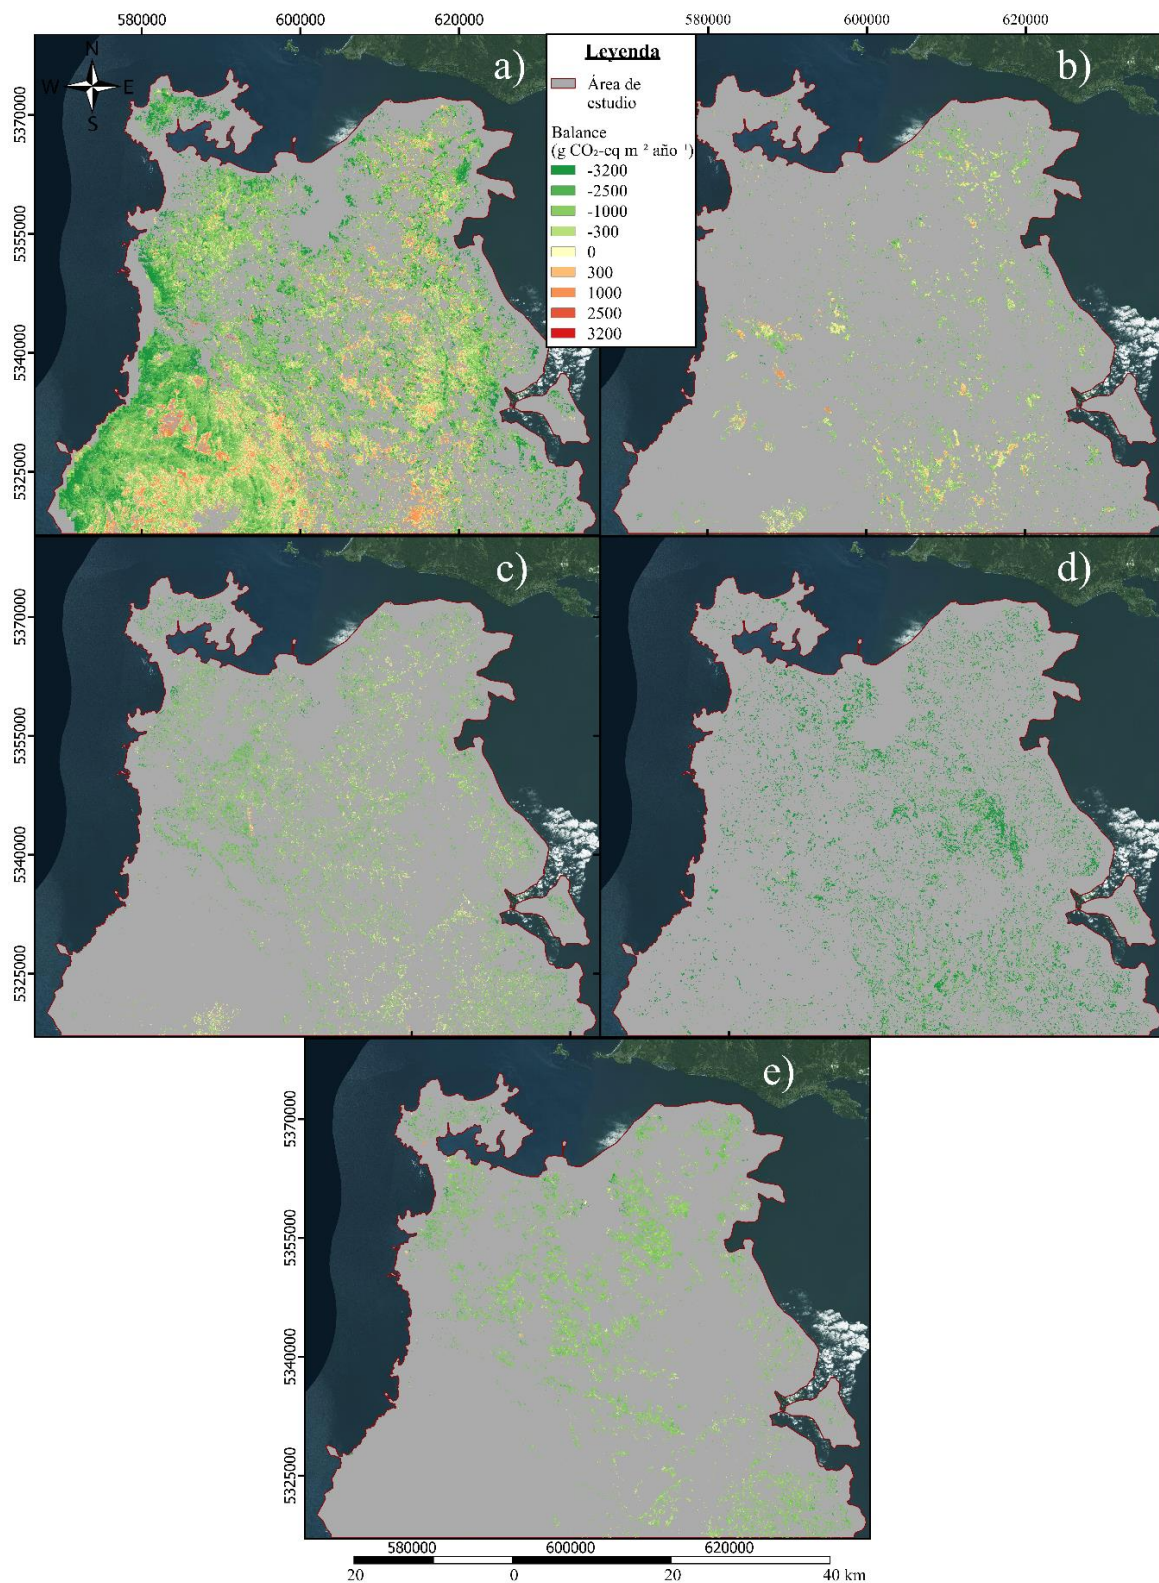 580000 600000 620000 580000 600000 620000
N
W E
S
a)
Leyenda
Área de
estudio
Balance
(g CO₂-eq m ² año ¹)
-3200
-2500
-1000
-300
0
300
1000
2500
3200
b)
5370000
5355000
5340000
5325000
c)
d)
5370000
5355000
5340000
5325000
e)
5370000
5355000
5340000
5325000
580000 600000 620000
20 0 20 40 km